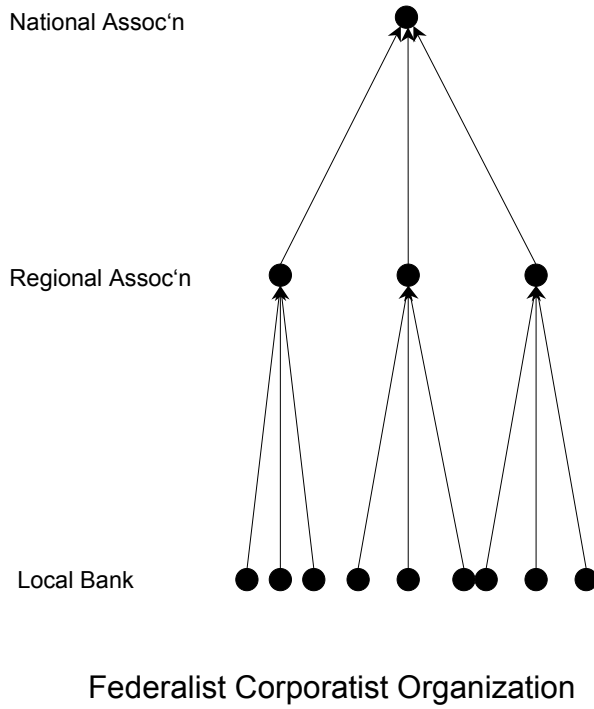 National Assoc‘n
Regional Assoc‘n
Local Bank
Federalist Corporatist Organization